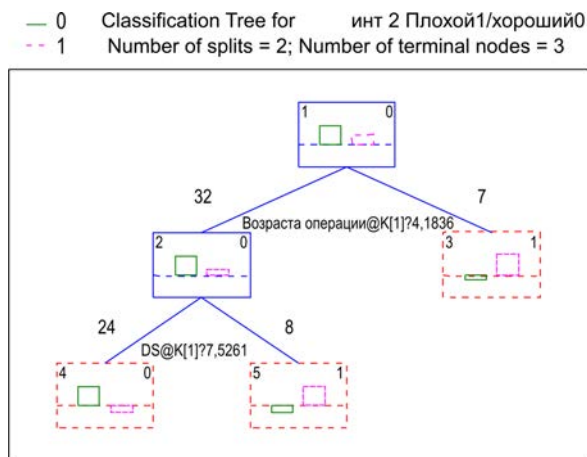 0 Classification Tree for инт 2 Плохой1/хороший0
1 Number of splits = 2; Number of terminal nodes = 3
1 0
32 7
Возраста операции@K[1]?4,1836
2 0 3 1
24 8
DS@K[1]?7,5261
4 0 5 1